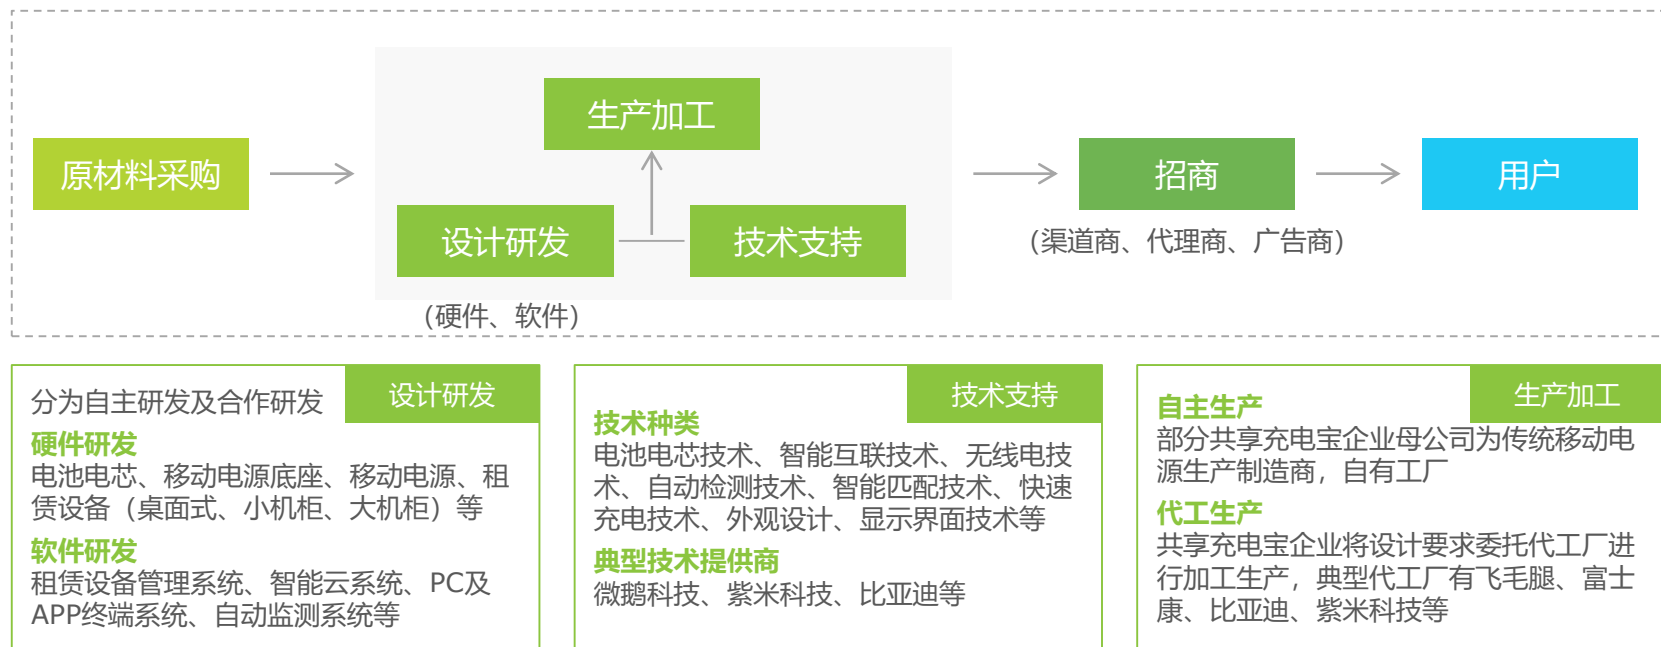 生产加工
原材料采购
招商
用户
设计研发
技术支持
（渠道商、代理商、广告商）
（硬件、软件）
设计研发
分为自主研发及合作研发
硬件研发
电池电芯、移动电源底座、移动电源、租
赁设备（桌面式、小机柜、大机柜）等
软件研发
租赁设备管理系统、智能云系统、PC及
APP终端系统、自动监测系统等
技术支持
技术种类
电池电芯技术、智能互联技术、无线电技
术、自动检测技术、智能匹配技术、快速
充电技术、外观设计、显示界面技术等
典型技术提供商
微鹅科技、紫米科技、比亚迪等
生产加工
自主生产
部分共享充电宝企业母公司为传统移动电
源生产制造商，自有工厂
代工生产
共享充电宝企业将设计要求委托代工厂进
行加工生产，典型代工厂有飞毛腿、富士
康、比亚迪、紫米科技等